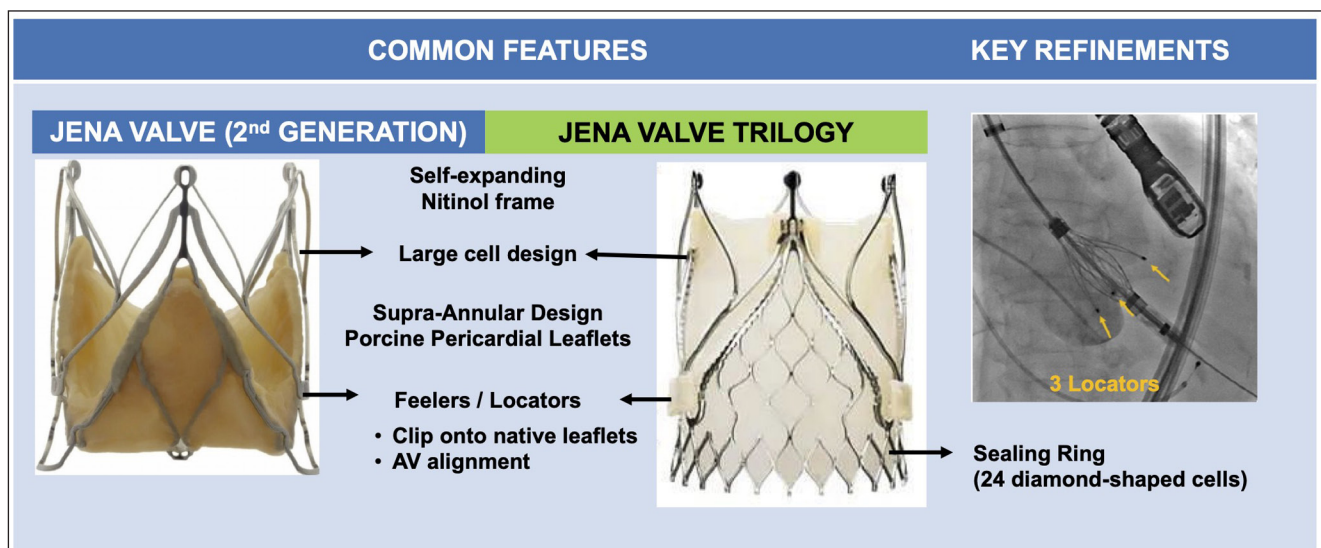 COMMON FEATURES
KEY REFINEMENTS
JENA VALVE (2nd GENERATION)
JENA VALVE TRILOGY
Self-expanding
Nitinol frame
Large cell design
Supra-Annular Design
Porcine Pericardial Leaflets
Feelers / Locators
• Clip onto native leaflets
• AV alignment
3 Locators
Sealing Ring
(24 diamond-shaped cells)